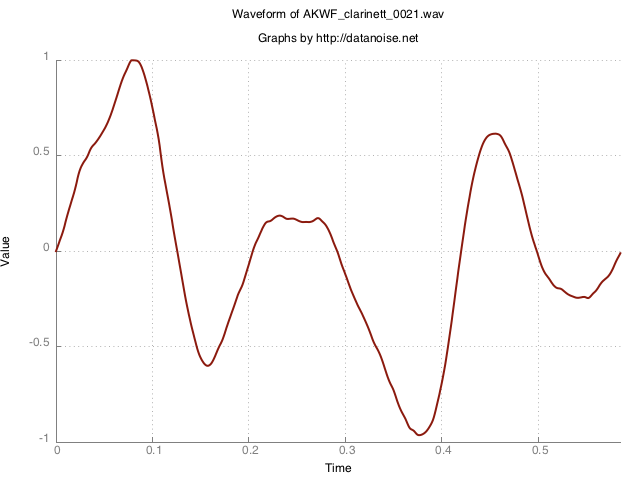 Waveform of AKWF_clarinett_0021.wav
Graphs by http://datanoise.net
1
0.5
0
-0.5
-1
Value
0 0.1 0.2 0.3 0.4 0.5
Time